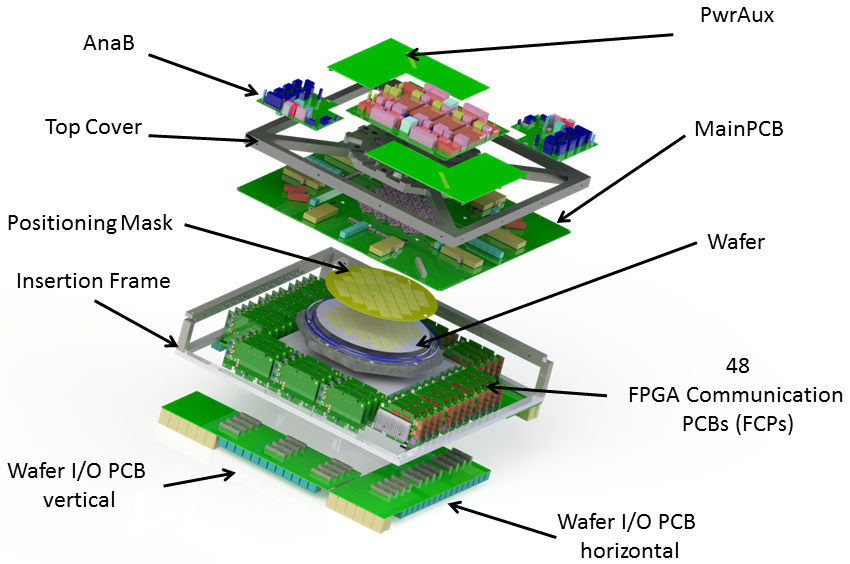 PwrAux
AnaB
Top Cover
MainPCB
Positioning Mask
Wafer
Insertion Frame
48
FPGA Communication
PCBs (FCPs)
Wafer I/O PCB
vertical
Wafer I/O PCB
horizontal